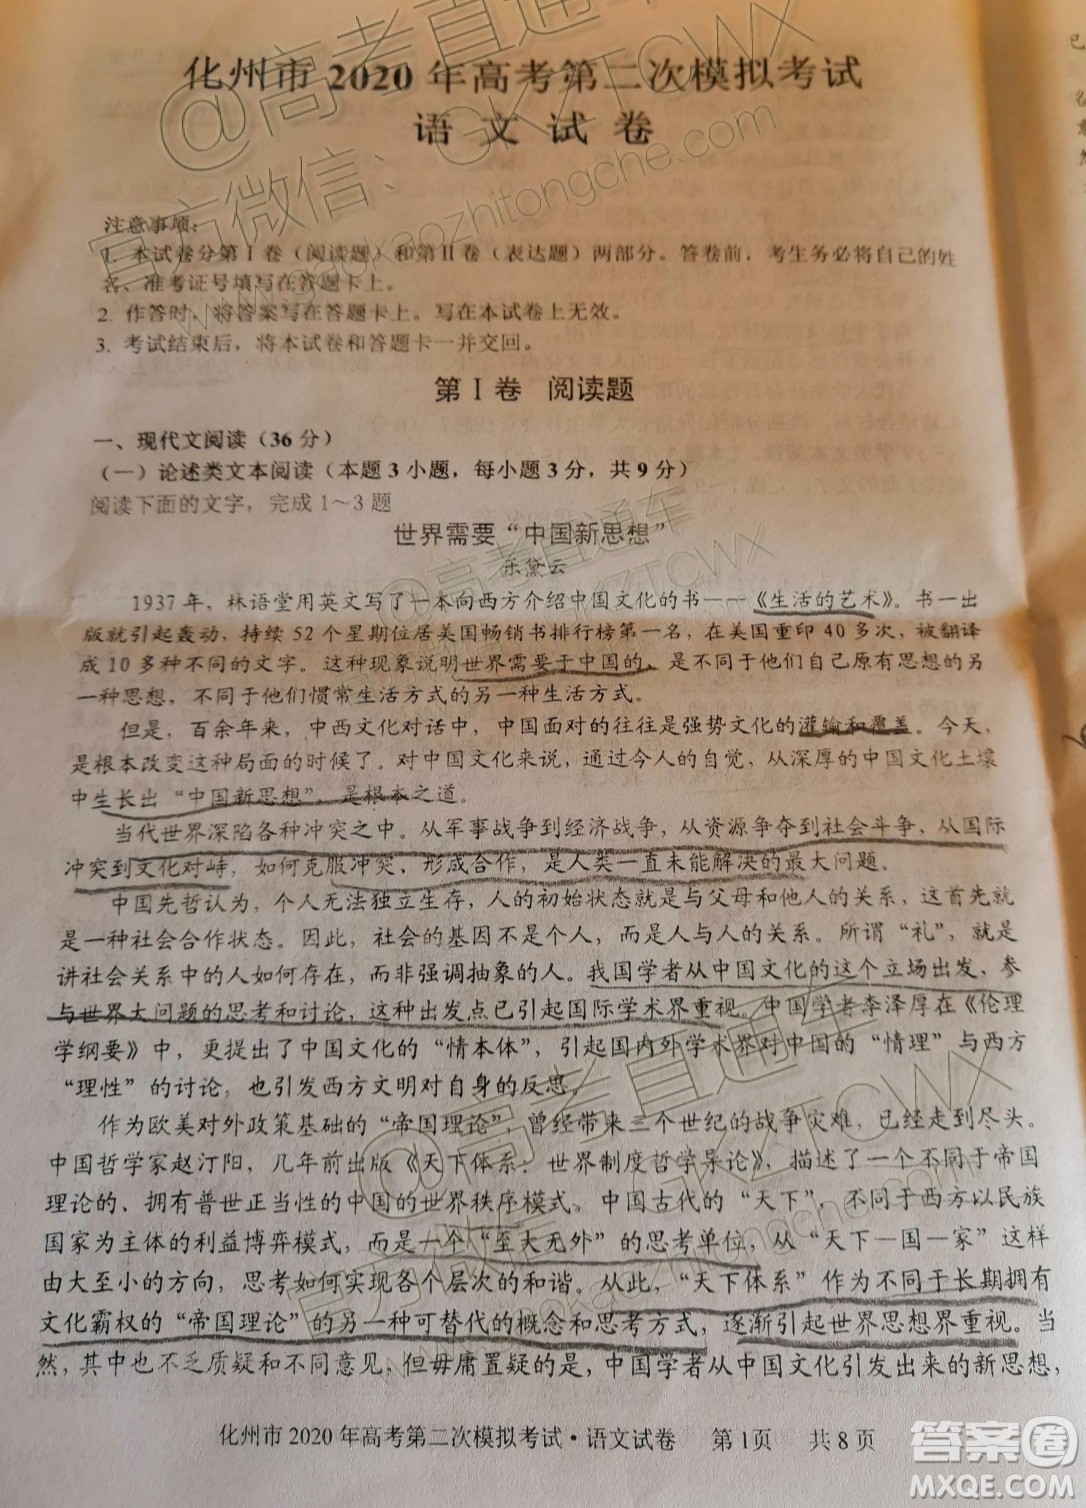 化州市 2020 年高考第二次模拟考试
语 文 试 卷
注意事项:
1. 本试卷分第Ⅰ卷（阅读题）和第Ⅱ卷（表达题）两部分。答卷前，考生务必将自己的姓
名、准考证号填写在答题卡上。
2. 作答时，将答案写在答题卡上。写在本试卷上无效。
3. 考试结束后，将本试卷和答题卡一并交回。
第Ⅰ卷 阅读题
一、现代文阅读（36 分）
（一）论述类文本阅读（本题 3 小题，每小题 3 分，共 9 分）
阅读下面的文字，完成 1～3 题
世界需要“中国新思想”
乐黛云
1937 年，林语堂用英文写了一本向西方介绍中国文化的书——《生活的艺术》。书一出
版就引起轰动，持续 52 个星期位居美国畅销书排行榜第一名，在美国重印 40 多次，被翻译
成 10 多种不同的文字。这种现象说明世界需要于中国的、是不同于他们自己原有思想的另
一种思想，不同于他们惯常生活方式的另一种生活方式。
但是，百余年来，中西文化对话中，中国面对的往往是强势文化的灌输和覆盖。今天，
是根本改变这种局面的时候了。对中国文化来说，通过今人的自觉，从深厚的中国文化土壤
中生长出“中国新思想”，是根本之道。
当代世界深陷各种冲突之中。从军事战争到经济战争，从资源争夺到社会斗争，从国际
冲突到文化对峙，如何克服冲突、形成合作，是人类一直未能解决的最大问题。
中国先哲认为，个人无法独立生存，人的初始状态就是与父母和他人的关系，这首先就
是一种社会合作状态。因此，社会的基因不是个人，而是人与人的关系。所谓“礼”，就是
讲社会关系中的人如何存在，而非强调抽象的人。我国学者从中国文化的这个立场出发，参
与世界大问题的思考和讨论，这种出发点已引起国际学术界重视。中国学者李泽厚在《伦理
学纲要》中，更提出了中国文化的“情本体”，引起国内外学术界对中国的“情理”与西方
“理性”的讨论，也引发西方文明对自身的反思。
作为欧美对外政策基础的“帝国理论”，曾经带来三个世纪的战争灾难，已经走到尽头。
中国哲学家赵汀阳，几年前出版《天下体系：世界制度哲学导论》，描述了一个不同于帝国
理论的、拥有普世正当性的中国的世界秩序模式。中国古代的“天下”，不同于西方以民族
国家为主体的利益博弈模式，而是一个“至大无外”的思考单位，从“天下—国—家”这样
由大至小的方向，思考如何实现各个层次的和谐。从此，“天下体系”作为不同于长期拥有
文化霸权的“帝国理论”的另一种可替代的概念和思考方式，逐渐引起世界思想界重视。当
然，其中也不乏质疑和不同意见，但毋庸置疑的是，中国学者从中国文化引发出来的新思想，
化州市 2020 年高考第二次模拟考试·语文试卷 第 1页 共 8 页
@高考直通车
官方微信、GKZTCWX
www.gaokaozhitongche.com
答案圈
MXQE.COM